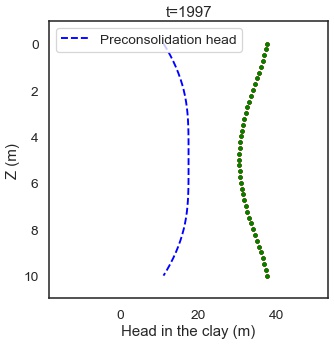 t=1997
Preconsolidation head
0
2
4
6
8
10
Z (m)
0 20 40
Head in the clay (m)